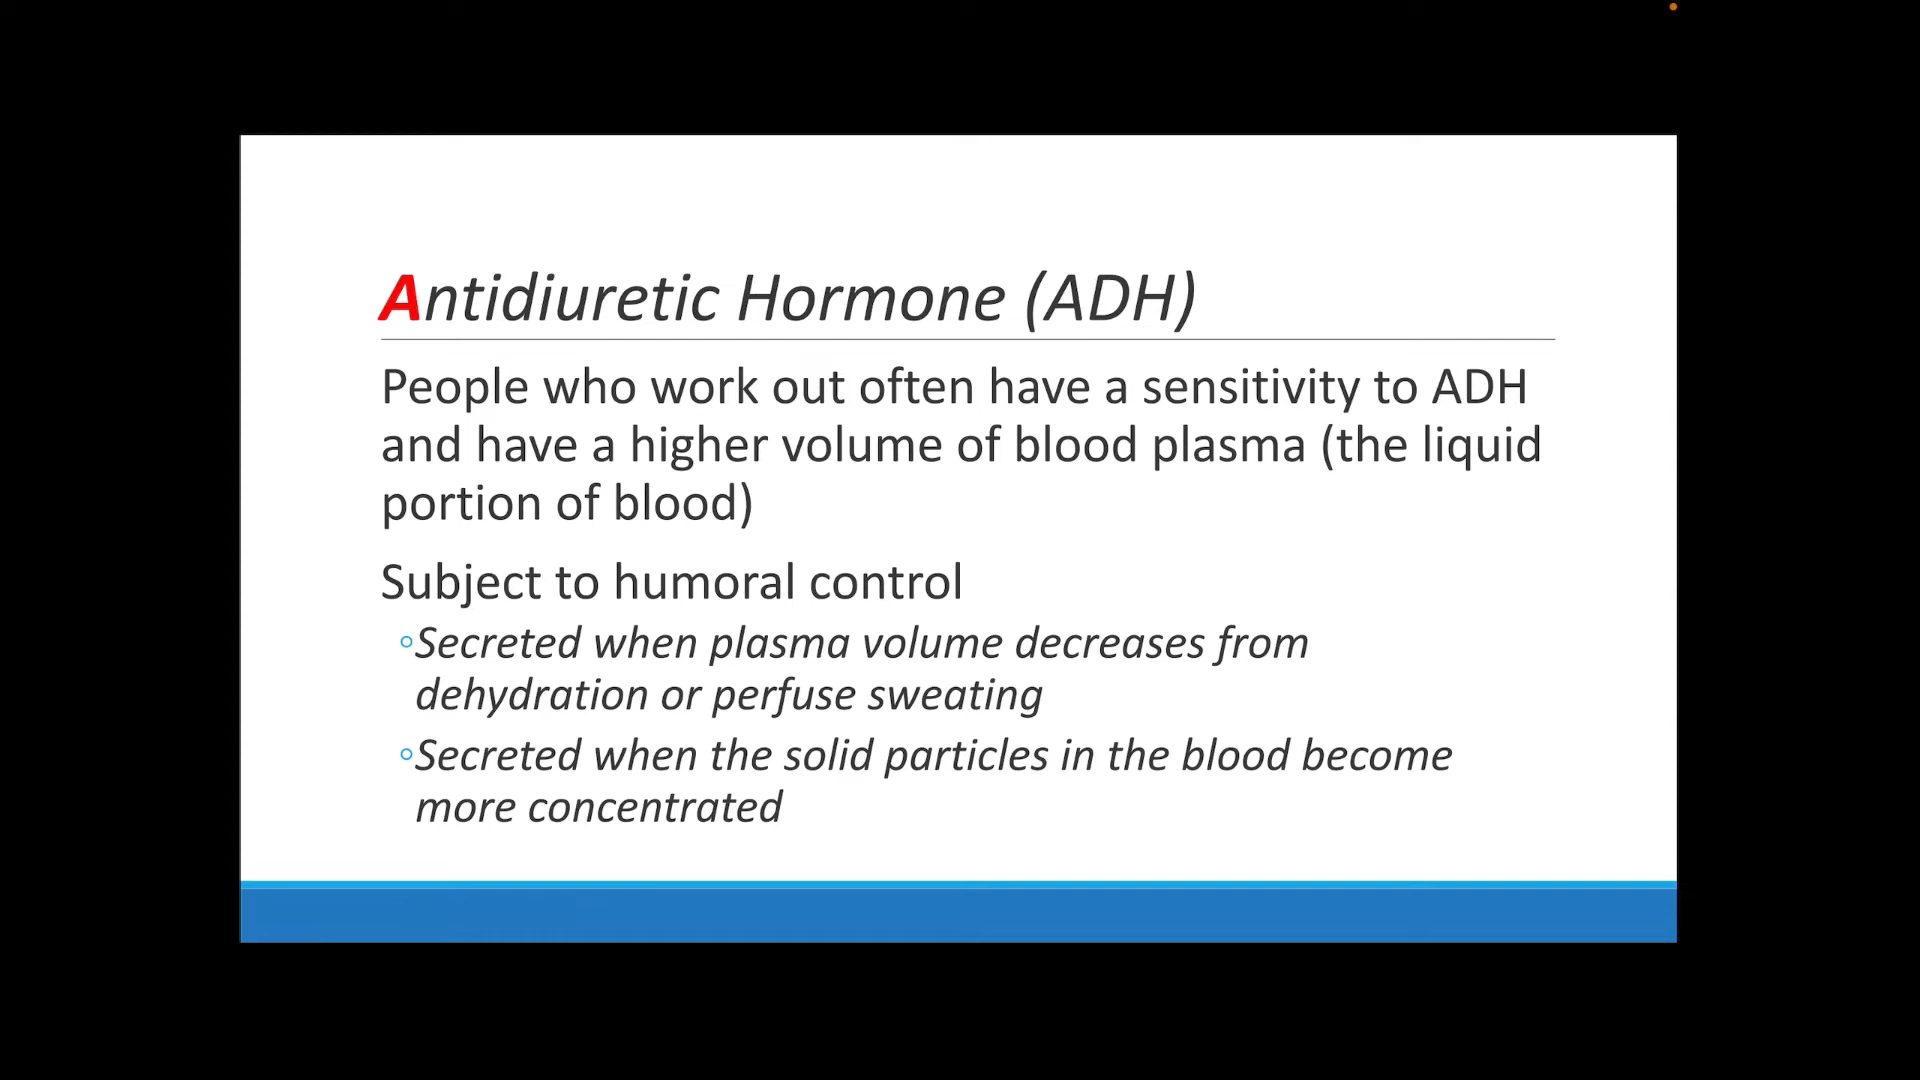 Antidiuretic Hormone (ADH)
People who work out often have a sensitivity to ADH
and have a higher volume of blood plasma (the liquid
portion of blood)
Subject to humoral control
◦Secreted when plasma volume decreases from
dehydration or perfuse sweating
◦Secreted when the solid particles in the blood become
more concentrated